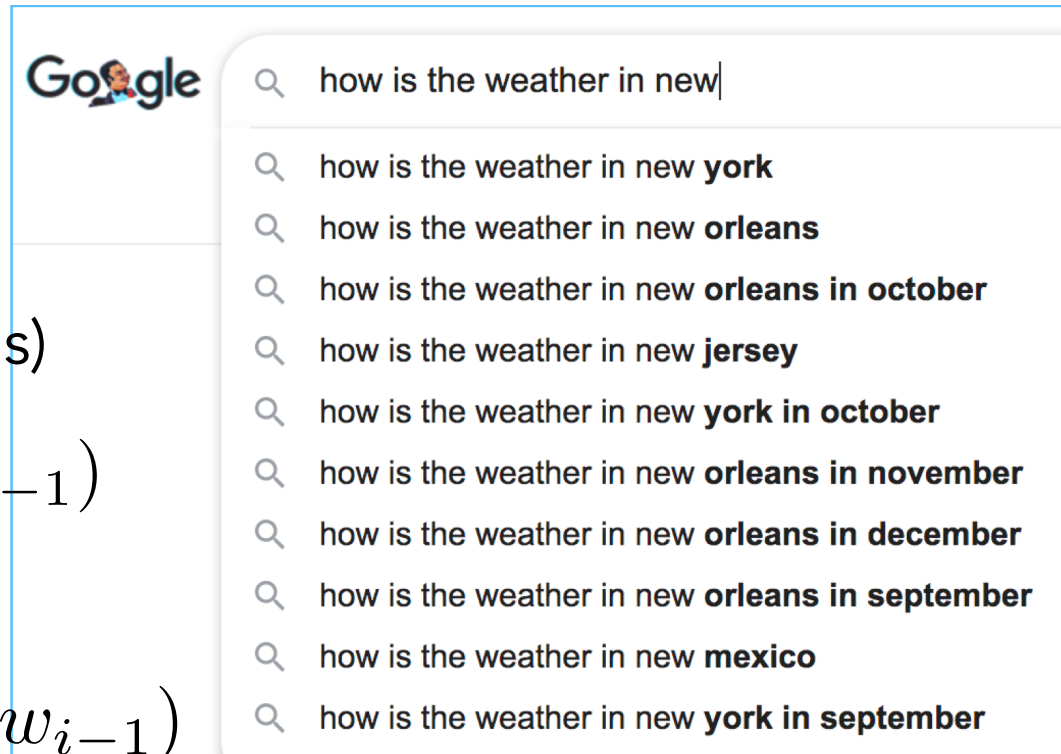 Google
how is the weather in new
how is the weather in new york
how is the weather in new orleans
how is the weather in new orleans in october
s)
how is the weather in new jersey
how is the weather in new york in october
−1)
how is the weather in new orleans in november
how is the weather in new orleans in december
how is the weather in new orleans in september
how is the weather in new mexico
w_{i−1})
how is the weather in new york in september